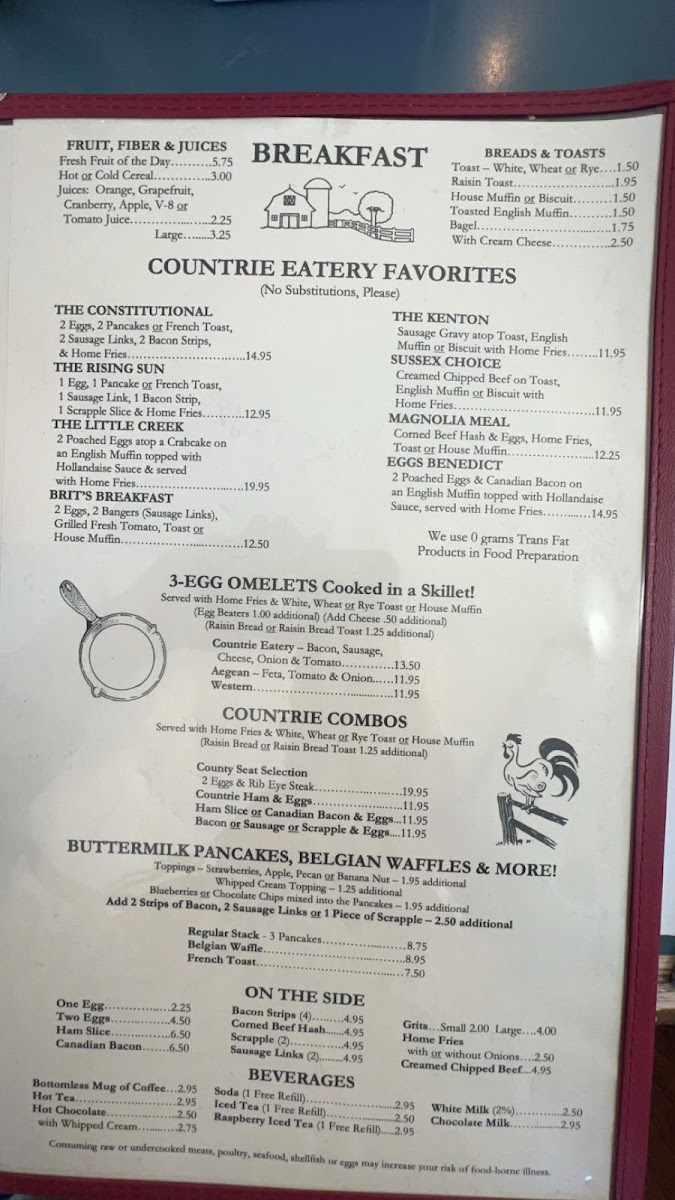 BREAKFAST
FRUIT, FIBER & JUICES
Fresh Fruit of the Day..........5.75
Hot or Cold Cereal..............3.00
Juices: Orange, Grapefruit,
Cranberry, Apple, V-8 or
Tomato Juice...................2.25
Large.......3.25
BREADS & TOASTS
Toast – White, Wheat or Rye....1.50
Raisin Toast.........................1.95
House Muffin or Biscuit.........1.50
Toasted English Muffin..........1.50
Bagel..................................1.75
With Cream Cheese..............2.50
COUNTRIE EATERY FAVORITES
(No Substitutions, Please)
THE CONSTITUTIONAL
2 Eggs, 2 Pancakes or French Toast,
2 Sausage Links, 2 Bacon Strips,
& Home Fries.............................14.95
THE RISING SUN
1 Egg, 1 Pancake or French Toast,
1 Sausage Link, 1 Bacon Strip,
1 Scrapple Slice & Home Fries...........12.95
THE LITTLE CREEK
2 Poached Eggs atop a Crabcake on
an English Muffin topped with
Hollandaise Sauce & served
with Home Fries...........................19.95
BRIT'S BREAKFAST
2 Eggs, 2 Bangers (Sausage Links),
Grilled Fresh Tomato, Toast or
House Muffin..............................12.50
THE KENTON
Sausage Gravy atop Toast, English
Muffin or Biscuit with Home Fries........11.95
SUSSEX CHOICE
Creamed Chipped Beef on Toast,
English Muffin or Biscuit with
Home Fries...................................11.95
MAGNOLIA MEAL
Corned Beef Hash & Eggs, Home Fries,
Toast or House Muffin.....................12.25
EGGS BENEDICT
2 Poached Eggs & Canadian Bacon on
an English Muffin topped with Hollandaise
Sauce, served with Home Fries............14.95
We use 0 grams Trans Fat
Products in Food Preparation
3-EGG OMELETS Cooked in a Skillet!
Served with Home Fries & White, Wheat or Rye Toast or House Muffin
(Egg Beaters 1.00 additional) (Add Cheese .50 additional)
(Raisin Bread or Raisin Bread Toast 1.25 additional)
Countrie Eatery – Bacon, Sausage,
Cheese, Onion & Tomato.............13.50
Aegean – Feta, Tomato & Onion......11.95
Western....................................11.95
COUNTRIE COMBOS
Served with Home Fries & White, Wheat or Rye Toast or House Muffin
(Raisin Bread or Raisin Bread Toast 1.25 additional)
County Seat Selection
2 Eggs & Rib Eye Steak.....................19.95
Countrie Ham & Eggs......................11.95
Ham Slice or Canadian Bacon & Eggs...11.95
Bacon or Sausage or Scrapple & Eggs....11.95
BUTTERMILK PANCAKES, BELGIAN WAFFLES & MORE!
Toppings – Strawberries, Apple, Pecan or Banana Nut – 1.95 additional
Whipped Cream Topping – 1.25 additional
Blueberries or Chocolate Chips mixed into the Pancakes – 1.95 additional
Add 2 Strips of Bacon, 2 Sausage Links or 1 Piece of Scrapple – 2.50 additional
Regular Stack - 3 Pancakes.....................8.75
Belgian Waffle...................................8.95
French Toast.....................................7.50
ON THE SIDE
One Egg.................2.25
Two Eggs................4.50
Ham Slice...............6.50
Canadian Bacon.......6.50
Bacon Strips (4).........4.95
Corned Beef Hash.......4.95
Scrapple (2)...............4.95
Sausage Links (2).........4.95
Grits...Small 2.00 Large....4.00
Home Fries
with or without Onions....2.50
Creamed Chipped Beef...4.95
BEVERAGES
Bottomless Mug of Coffee...2.95
Hot Tea..........................2.95
Hot Chocolate..................2.50
with Whipped Cream..........2.75
Soda (1 Free Refill)..................2.95
Iced Tea (1 Free Refill)..............2.50
Raspberry Iced Tea (1 Free Refill)....2.95
White Milk (2%).............2.50
Chocolate Milk...............2.95
Consuming raw or undercooked meats, poultry, seafood, shellfish or eggs may increase your risk of food-borne illness.